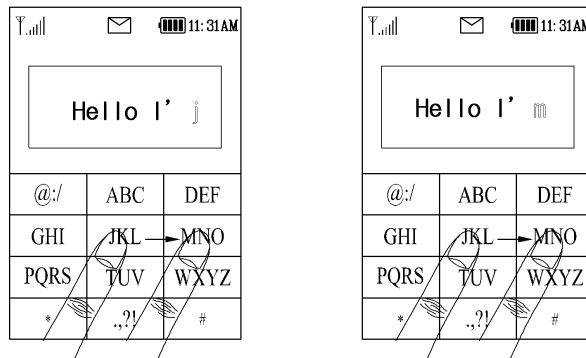 11:31AM
Hello I' j
@:/ ABC DEF
GHI JKL MNO
PQRS TUV WXYZ
* .,?! #
11:31AM
Hello I' m
@:/ ABC DEF
GHI JKL MNO
PQRS TUV WXYZ
* .,?! #